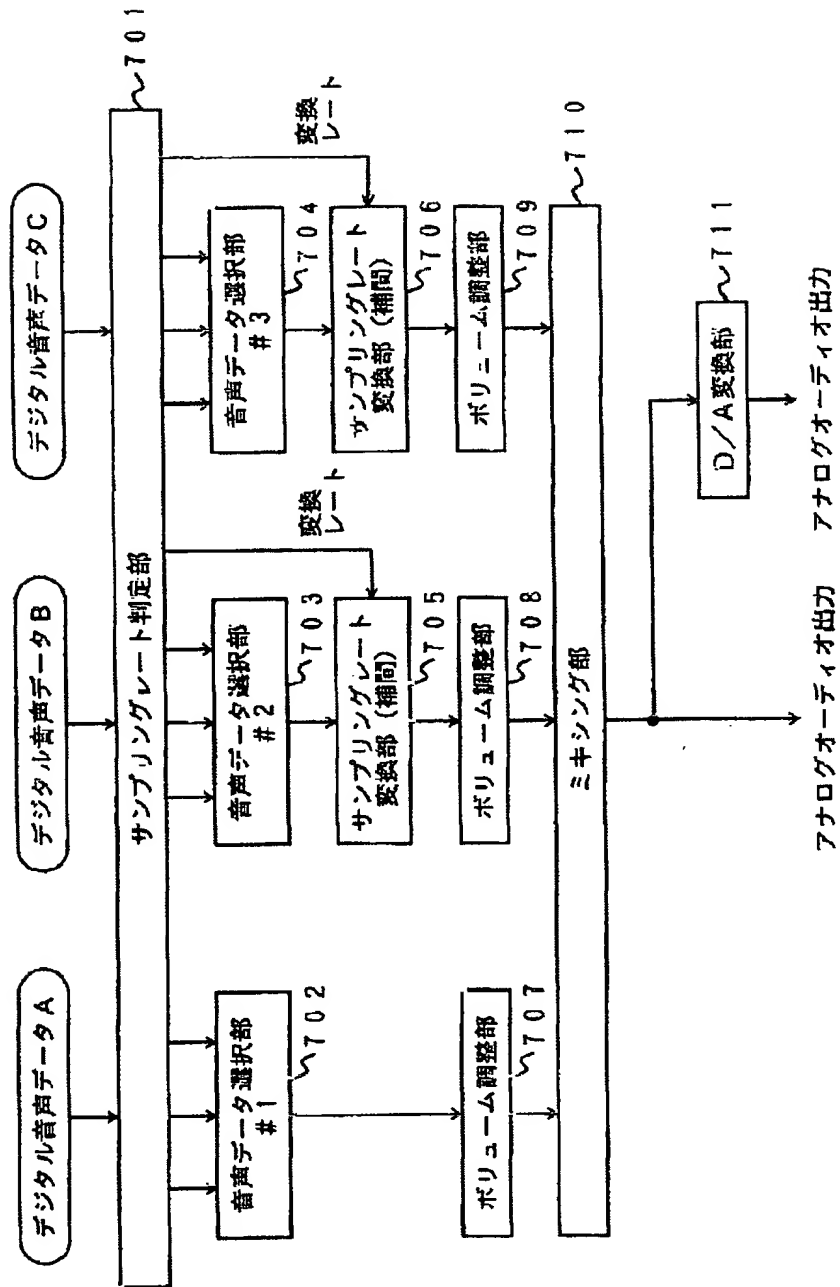 デジタル音声データA
デジタル音声データB
デジタル音声データC
サンプリングレート判定部
701
音声データ選択部
#1
702
音声データ選択部
#2
703
音声データ選択部
#3
704
変換
レート
変換
レート
サンプリングレート
変換部(補間)
705
サンプリングレート
変換部(補間)
706
ボリューム調整部
707
ボリューム調整部
708
ボリューム調整部
709
ミキシング部
710
D/A変換部
711
アナログオーディオ出力
アナログオーディオ出力